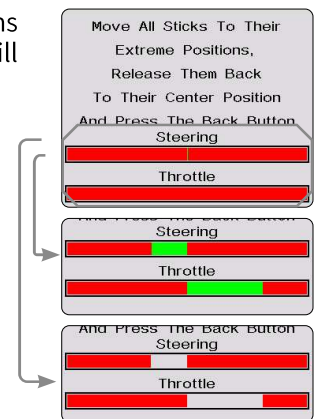 ns
ill
Move All Sticks To Their
Extreme Positions,
Release Them Back
To Their Center Position
And Press The Back Button
Steering
Throttle
And Press The Back Button
Steering
Throttle
And Press The Back Button
Steering
Throttle